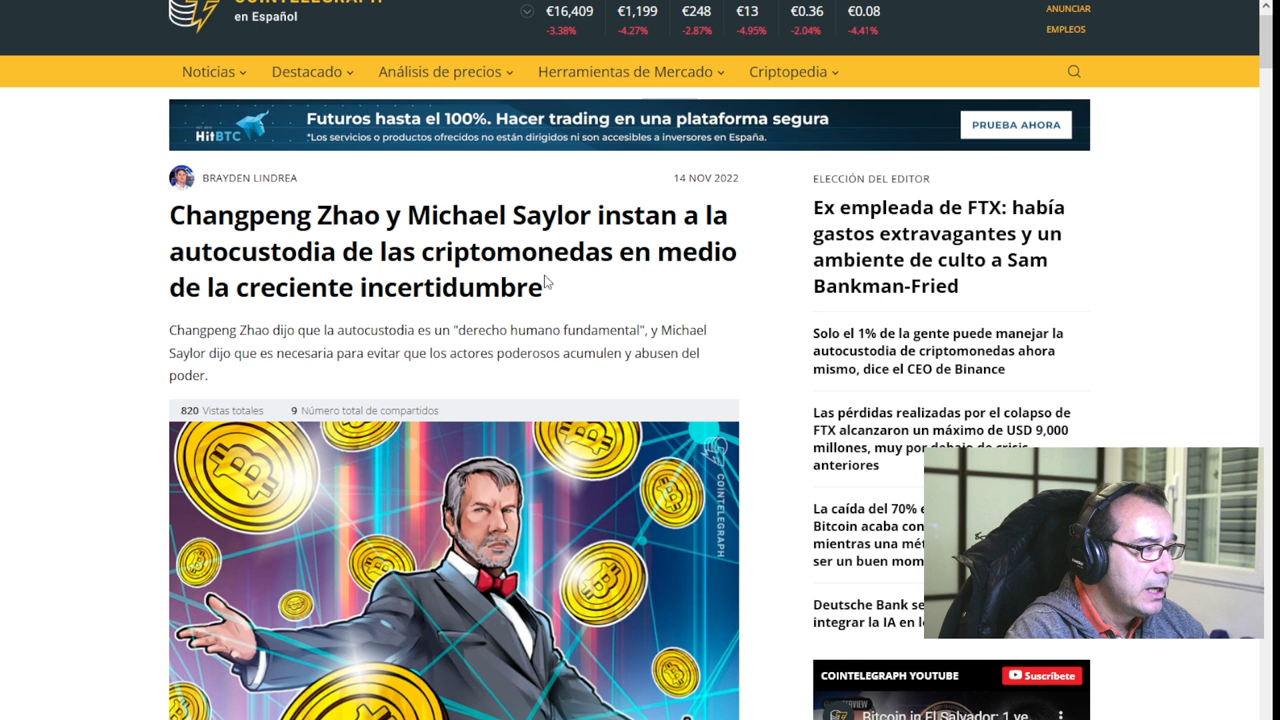 COINTELEGRAPH
en Español
€16,409 €1,199 €248 €13 €0.36 €0.08
-3.38% -4.27% -2.87% -4.95% -2.04% -4.41%
ANUNCIAR
EMPLEOS
Noticias Destacado Análisis de precios Herramientas de Mercado Criptopedia
HitBTC
Futuros hasta el 100%. Hacer trading en una plataforma segura
*Los servicios o productos ofrecidos no están dirigidos ni son accesibles a inversores en España.
PRUEBA AHORA
BRAYDEN LINDREA
14 NOV 2022
Changpeng Zhao y Michael Saylor instan a la
autocustodia de las criptomonedas en medio
de la creciente incertidumbre
Changpeng Zhao dijo que la autocustodia es un "derecho humano fundamental", y Michael
Saylor dijo que es necesaria para evitar que los actores poderosos acumulen y abusen del
poder.
820 Vistas totales 9 Número total de compartidos
COINTELEGRAPH
ELECCIÓN DEL EDITOR
Ex empleada de FTX: había
gastos extravagantes y un
ambiente de culto a Sam
Bankman-Fried
Solo el 1% de la gente puede manejar la
autocustodia de criptomonedas ahora
mismo, dice el CEO de Binance
Las pérdidas realizadas por el colapso de
FTX alcanzaron un máximo de USD 9,000
millones, muy por debajo de crisis
anteriores
La caída del 70% 
Bitcoin acaba con
mientras una mét
ser un buen mom
Deutsche Bank se
integrar la IA en l
COINTELEGRAPH YOUTUBE
Suscríbete
Bitcoin in El Salvador: 1 ye